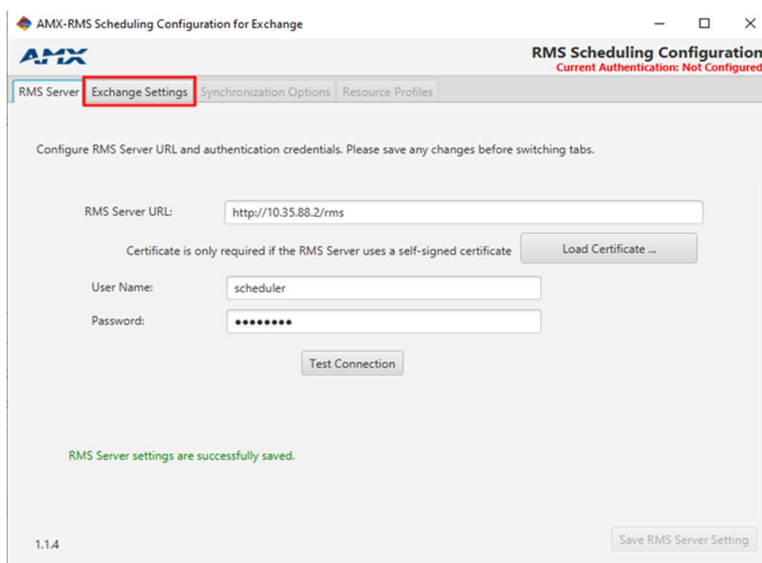 AMX-RMS Scheduling Configuration for Exchange
AMX
RMS Scheduling Configuration
Current Authentication: Not Configured
RMS Server Exchange Settings Synchronization Options Resource Profiles
Configure RMS Server URL and authentication credentials. Please save any changes before switching tabs.
RMS Server URL: http://10.35.88.2/rms
Certificate is only required if the RMS Server uses a self-signed certificate Load Certificate ...
User Name: scheduler
Password: ●●●●●●●●
Test Connection
RMS Server settings are successfully saved.
1.1.4 Save RMS Server Setting